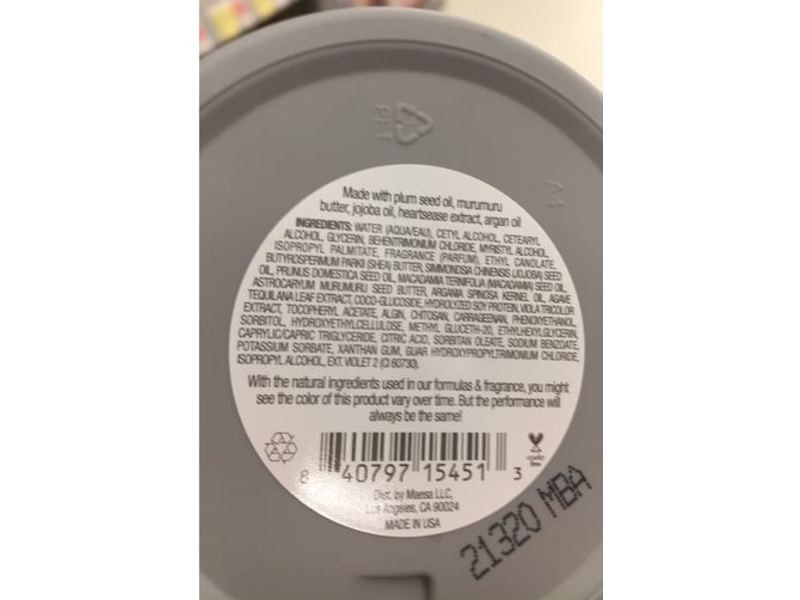 PET
A4
Made with plum seed oil, murumuru
butter, jojoba oil, heartsease extract, argan oil
INGREDIENTS: WATER (AQUA/EAU), CETYL ALCOHOL, CETEARYL
ALCOHOL, GLYCERIN, BEHENTRIMONIUM CHLORIDE, MYRISTYL ALCOHOL,
ISOPROPYL PALMITATE, FRAGRANCE (PARFUM), ETHYL CANOLATE,
BUTYROSPERMUM PARKII (SHEA) BUTTER, SIMMONDSIA CHINENSIS (JOJOBA) SEED
OIL, PRUNUS DOMESTICA SEED OIL, MACADAMIA TERNIFOLIA (MACADAMIA) SEED OIL,
ASTROCARYUM MURUMURU SEED BUTTER, ARGANIA SPINOSA KERNEL OIL, AGAVE
TEQUILANA LEAF EXTRACT, COCO-GLUCOSIDE, HYDROLYZED SOY PROTEIN, VIOLA TRICOLOR
EXTRACT, TOCOPHERYL ACETATE, ALGIN, CHITOSAN, CARRAGEENAN, PHENOXYETHANOL,
SORBITOL, HYDROXYETHYLCELLULOSE, METHYL GLUCETH-20, ETHYLHEXYLGLYCERIN,
CAPRYLIC/CAPRIC TRIGLYCERIDE, CITRIC ACID, SORBITAN OLEATE, SODIUM BENZOATE,
POTASSIUM SORBATE, XANTHAN GUM, GUAR HYDROXYPROPYLTRIMONIUM CHLORIDE,
ISOPROPYL ALCOHOL, EXT. VIOLET 2 (CI 60730).
With the natural ingredients used in our formulas & fragrance, you might
see the color of this product vary over time. But the performance will
always be the same!
8 40797 15451 3
cruelty
free
Dist. by Maesa LLC,
Los Angeles, CA 90024
MADE IN USA
21320 MBA